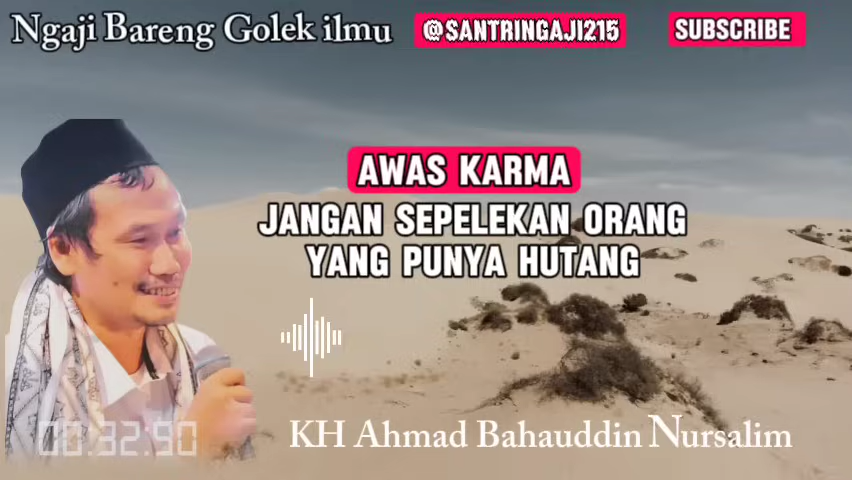 Ngaji Bareng Golek ilmu
@SANTRINGAJI215
SUBSCRIBE
AWAS KARMA
JANGAN SEPELEKAN ORANG
YANG PUNYA HUTANG
00:32:90
KH Ahmad Bahauddin Nursalim